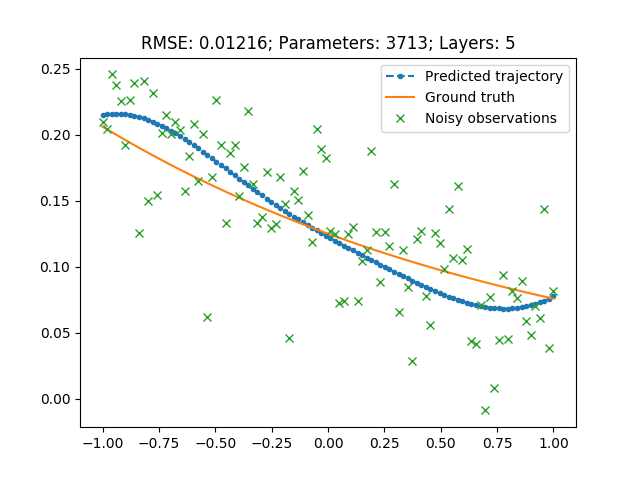 RMSE: 0.01216; Parameters: 3713; Layers: 5
Predicted trajectory
Ground truth
Noisy observations
0.25
0.20
0.15
0.10
0.05
0.00
−1.00 −0.75 −0.50 −0.25 0.00 0.25 0.50 0.75 1.00